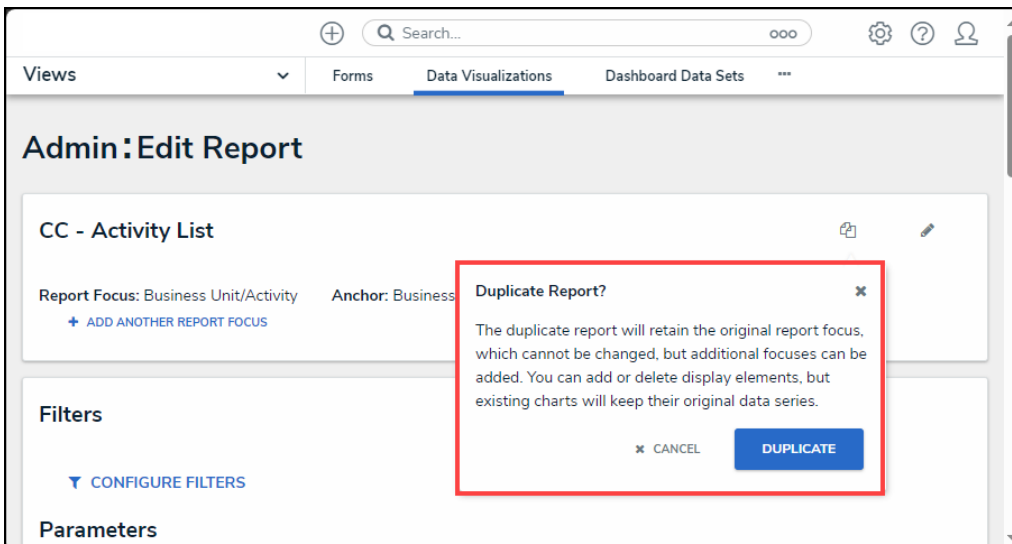 Search...
Views
Forms
Data Visualizations
Dashboard Data Sets
Admin:Edit Report
CC - Activity List
Report Focus: Business Unit/Activity
Anchor: Business
+ ADD ANOTHER REPORT FOCUS
Duplicate Report?
The duplicate report will retain the original report focus,
which cannot be changed, but additional focuses can be
added. You can add or delete display elements, but
existing charts will keep their original data series.
CANCEL
DUPLICATE
Filters
CONFIGURE FILTERS
Parameters